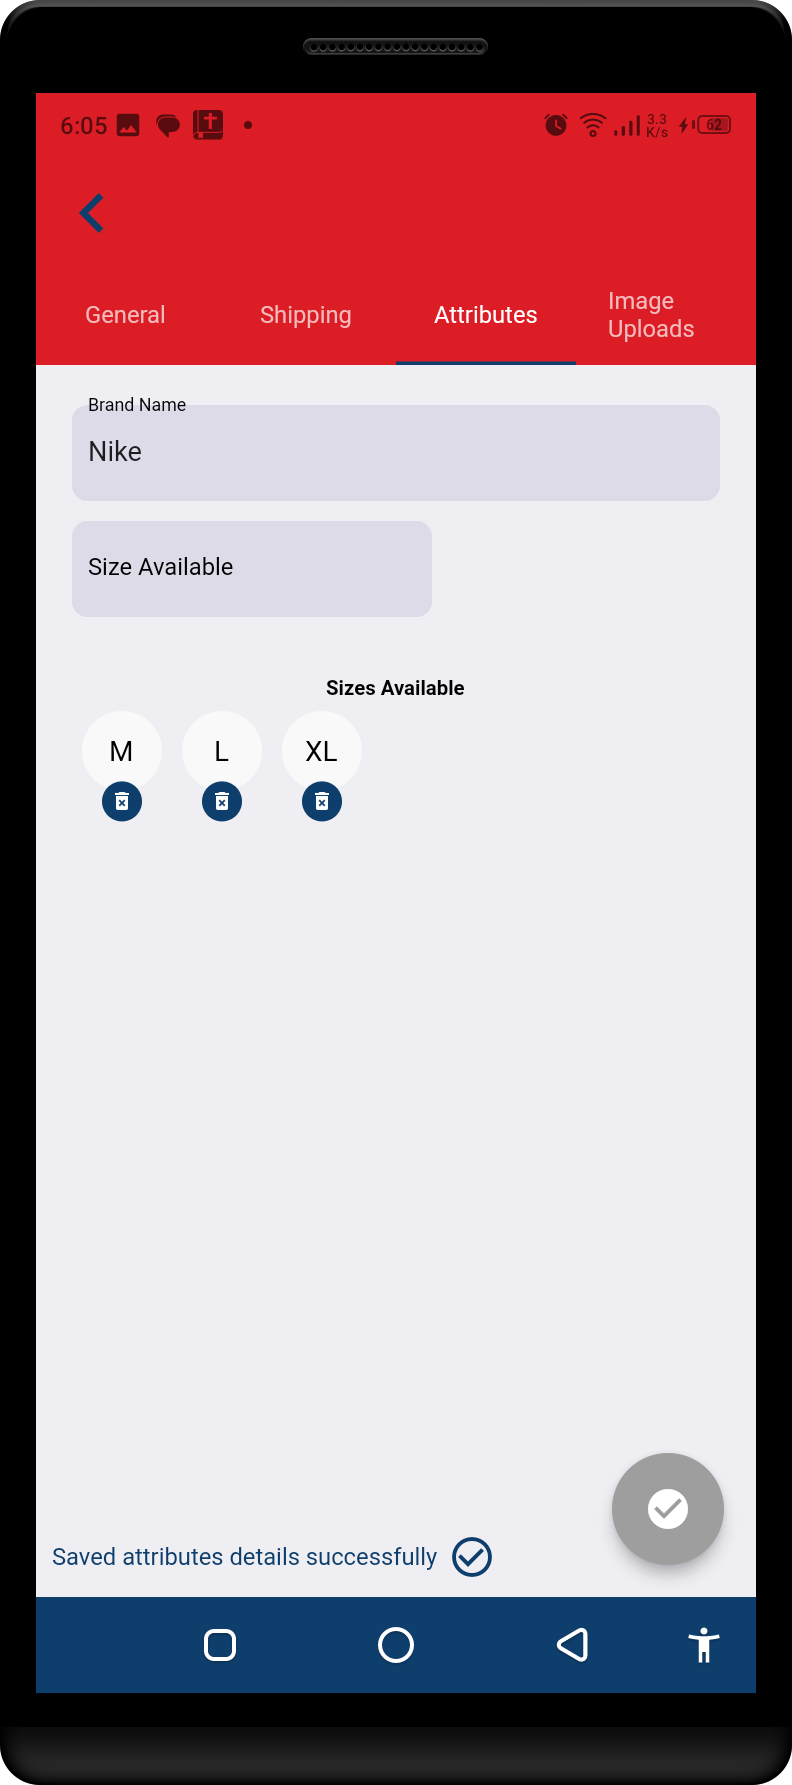 6:05
3.3
K/s
62
General
Shipping
Attributes
Image
Uploads
Brand Name
Nike
Size Available
Sizes Available
M
L
XL
Saved attributes details successfully